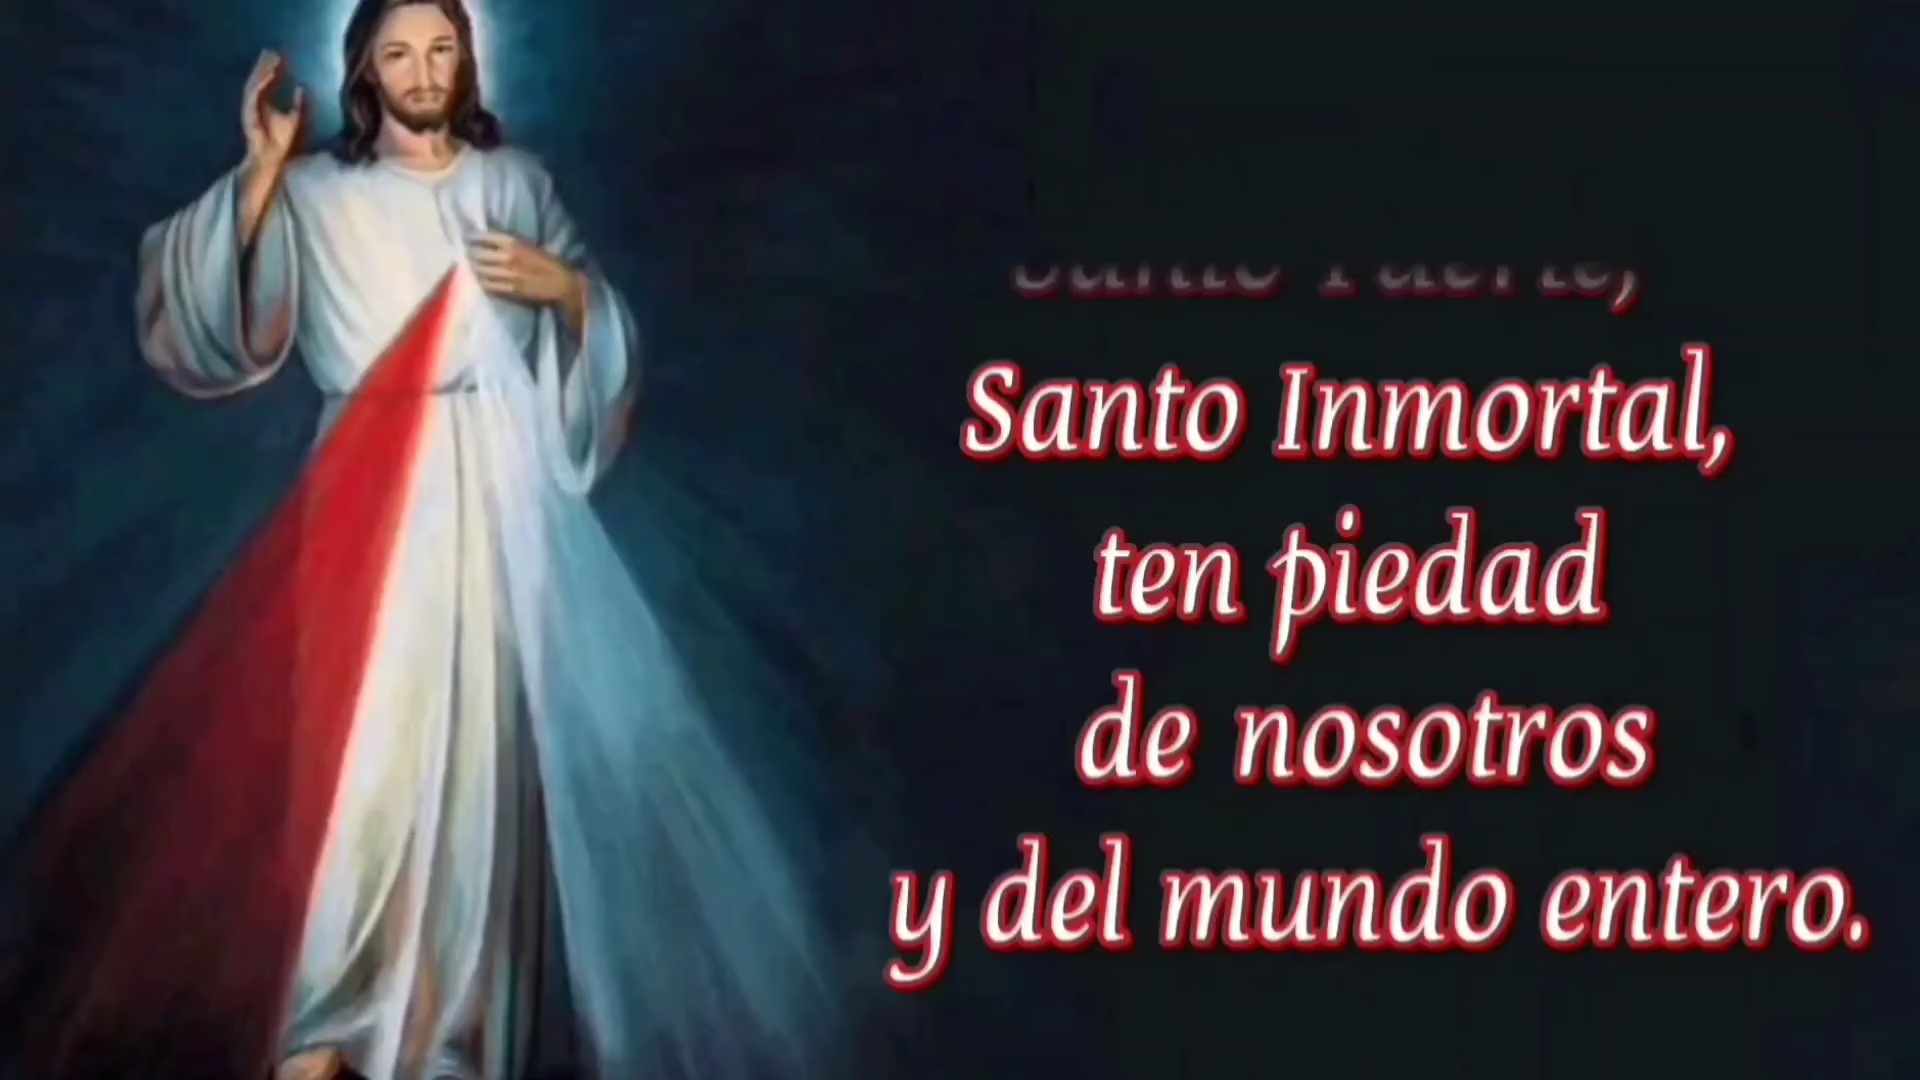 Santo Inmortal,
ten piedad
de nosotros
y del mundo entero.